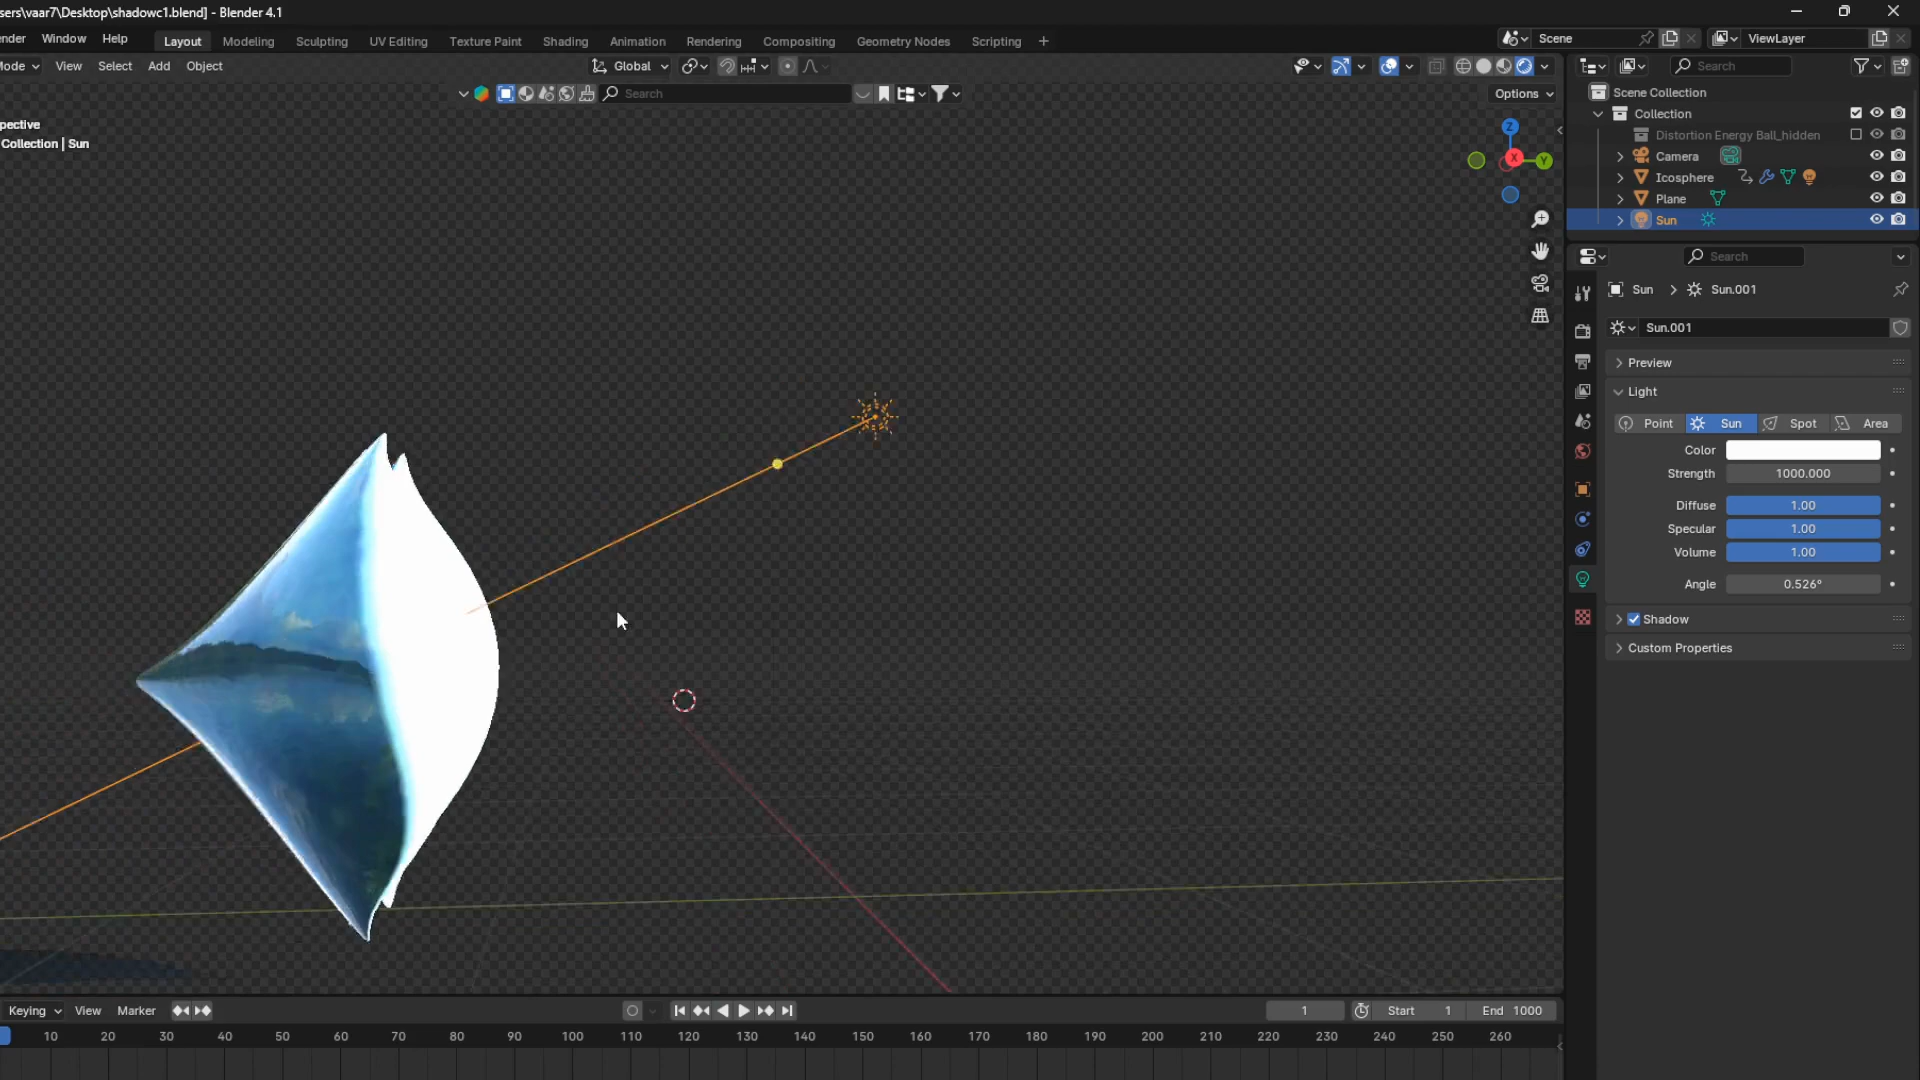 sers\vaar7\Desktop\shadowc1.blend] - Blender 4.1
nder Window Help Layout Modeling Sculpting UV Editing Texture Paint Shading Animation Rendering Compositing Geometry Nodes Scripting + Scene ViewLayer
Mode View Select Add Object Global Search
Search Options
pective
Collection | Sun
Z
X
Y
Scene Collection
Collection
Distortion Energy Ball_hidden
Camera
Icosphere
Plane
Sun
Search
Sun > Sun.001
Sun.001
Preview
Light
Point Sun Spot Area
Color
Strength 1000.000
Diffuse 1.00
Specular 1.00
Volume 1.00
Angle 0.526°
Shadow
Custom Properties
Keying View Marker 1 Start 1 End 1000
10 20 30 40 50 60 70 80 90 100 110 120 130 140 150 160 170 180 190 200 210 220 230 240 250 260